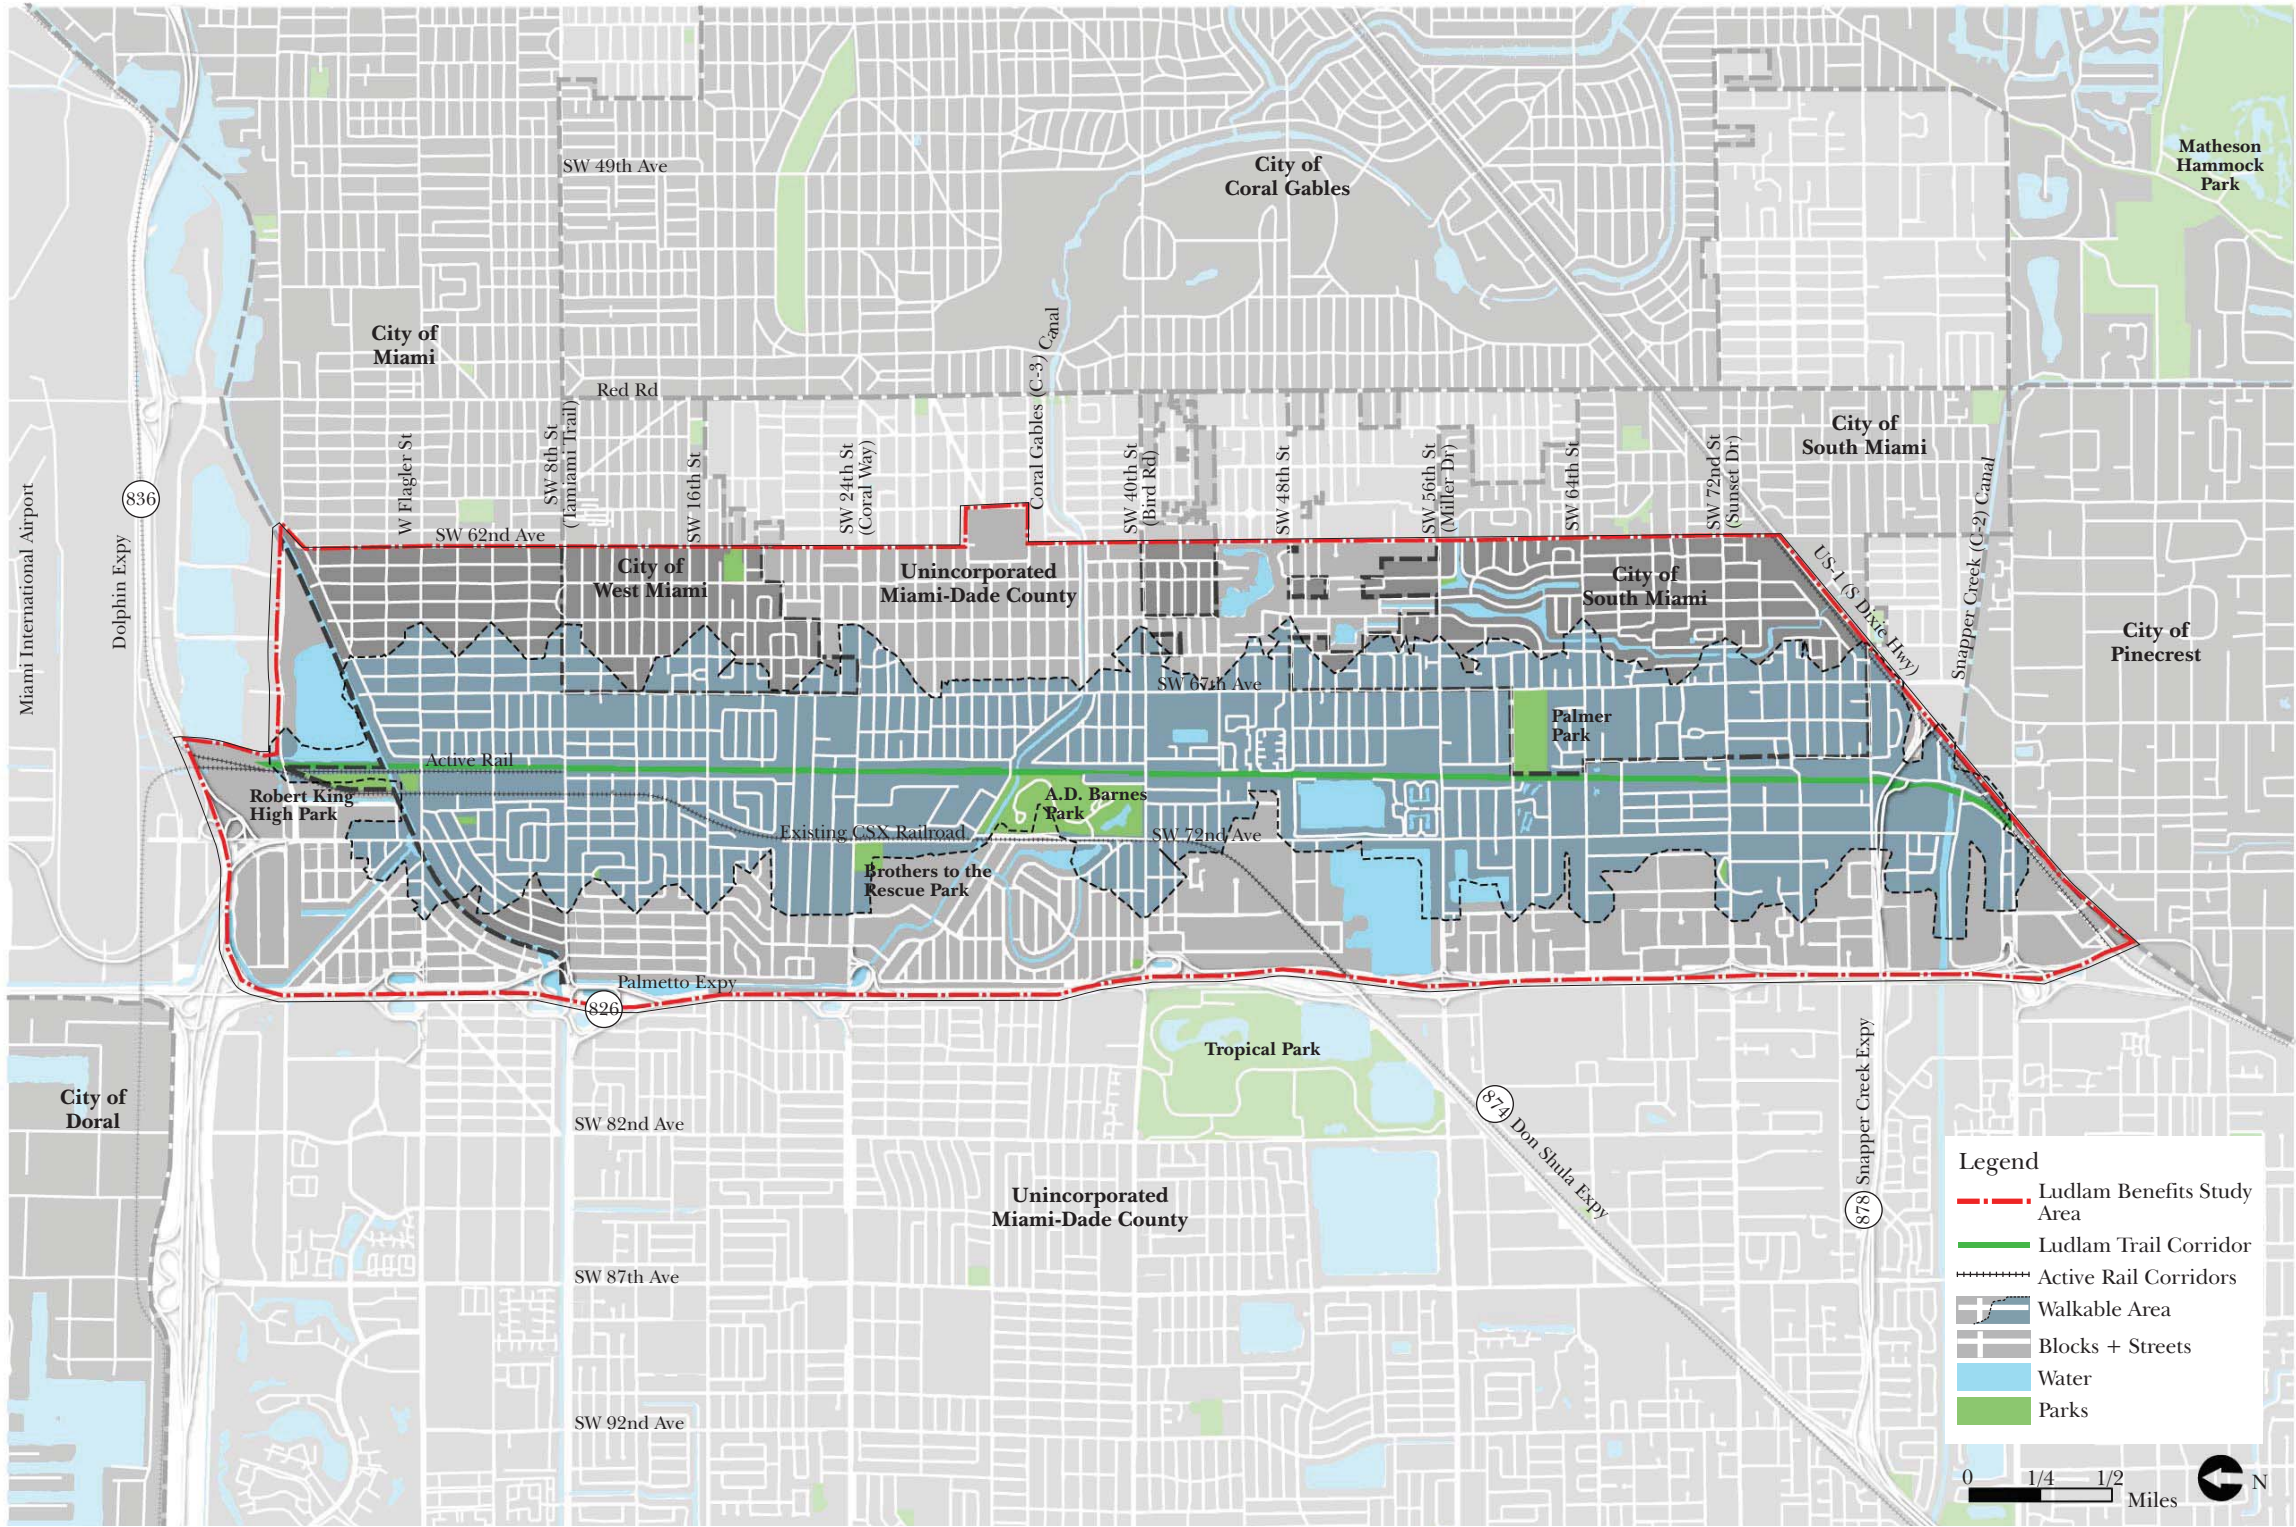 Matheson
Hammock
Park
SW 49th Ave
City of
Coral Gables
City of
Miami
Red Rd
Coral Gables (C-3) Canal
City of
South Miami
836
Miami International Airport
Dolphin Expy
W Flagler St
SW 8th St
(Tamiami Trail)
SW 16th St
SW 24th St
(Coral Way)
SW 40th St
(Bird Rd)
SW 48th St
SW 56th St
(Miller Dr)
SW 64th St
SW 72nd St
(Sunset Dr)
Snapper Creek (C-2) Canal
SW 62nd Ave
City of
West Miami
Unincorporated
Miami-Dade County
City of
South Miami
US-1 (S Dixie Hwy)
City of
Pinecrest
SW 67th Ave
Palmer
Park
Active Rail
Robert King
High Park
A.D. Barnes
Park
Existing CSX Railroad
SW 72nd Ave
Brothers to the
Rescue Park
Palmetto Expy
826
Tropical Park
City of
Doral
SW 82nd Ave
874
Don Shula Expy
Snapper Creek Expy
878
Unincorporated
Miami-Dade County
SW 87th Ave
SW 92nd Ave
Legend
Ludlam Benefits Study
Area
Ludlam Trail Corridor
Active Rail Corridors
Walkable Area
Blocks + Streets
Water
Parks
0 1/4 1/2
Miles
N